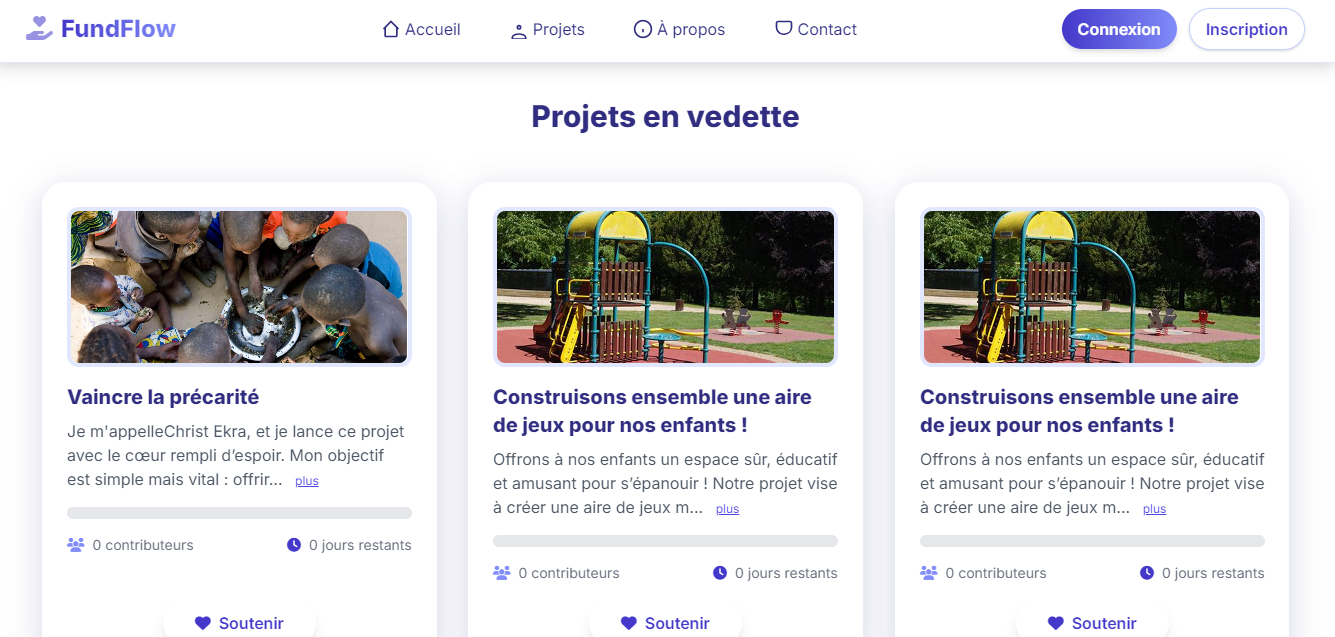 FundFlow
Accueil
Projets
À propos
Contact
Connexion
Inscription
Projets en vedette
Vaincre la précarité
Je m'appelleChrist Ekra, et je lance ce projet
avec le cœur rempli d’espoir. Mon objectif
est simple mais vital : offrir... plus
0 contributeurs
0 jours restants
Soutenir
Construisons ensemble une aire
de jeux pour nos enfants !
Offrons à nos enfants un espace sûr, éducatif
et amusant pour s’épanouir ! Notre projet vise
à créer une aire de jeux m... plus
0 contributeurs
0 jours restants
Soutenir
Construisons ensemble une aire
de jeux pour nos enfants !
Offrons à nos enfants un espace sûr, éducatif
et amusant pour s’épanouir ! Notre projet vise
à créer une aire de jeux m... plus
0 contributeurs
0 jours restants
Soutenir